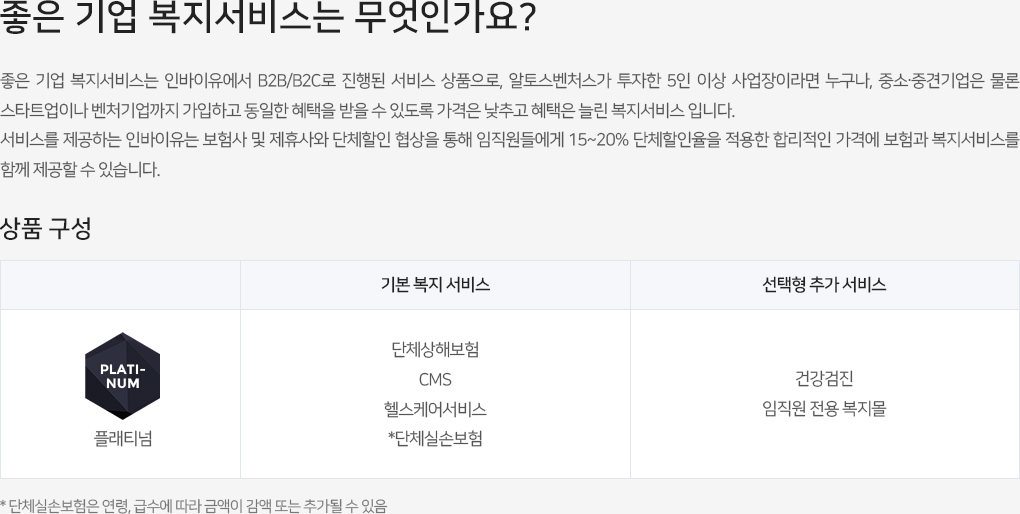 좋은 기업 복지서비스는 무엇인가요?
좋은 기업 복지서비스는 인바이유에서 B2B/B2C로 진행된 서비스 상품으로, 알토스벤처스가 투자한 5인 이상 사업장이라면 누구나, 중소·중견기업은 물론
스타트업이나 벤처기업까지 가입하고 동일한 혜택을 받을 수 있도록 가격은 낮추고 혜택은 늘린 복지서비스 입니다.
서비스를 제공하는 인바이유는 보험사 및 제휴사와 단체할인 협상을 통해 임직원들에게 15~20% 단체할인율을 적용한 합리적인 가격에 보험과 복지서비스를
함께 제공할 수 있습니다.
상품 구성
기본 복지 서비스
선택형 추가 서비스
PLATI-
NUM
플래티넘
단체상해보험
CMS
헬스케어서비스
*단체실손보험
건강검진
임직원 전용 복지몰
* 단체실손보험은 연령, 급수에 따라 금액이 감액 또는 추가될 수 있음